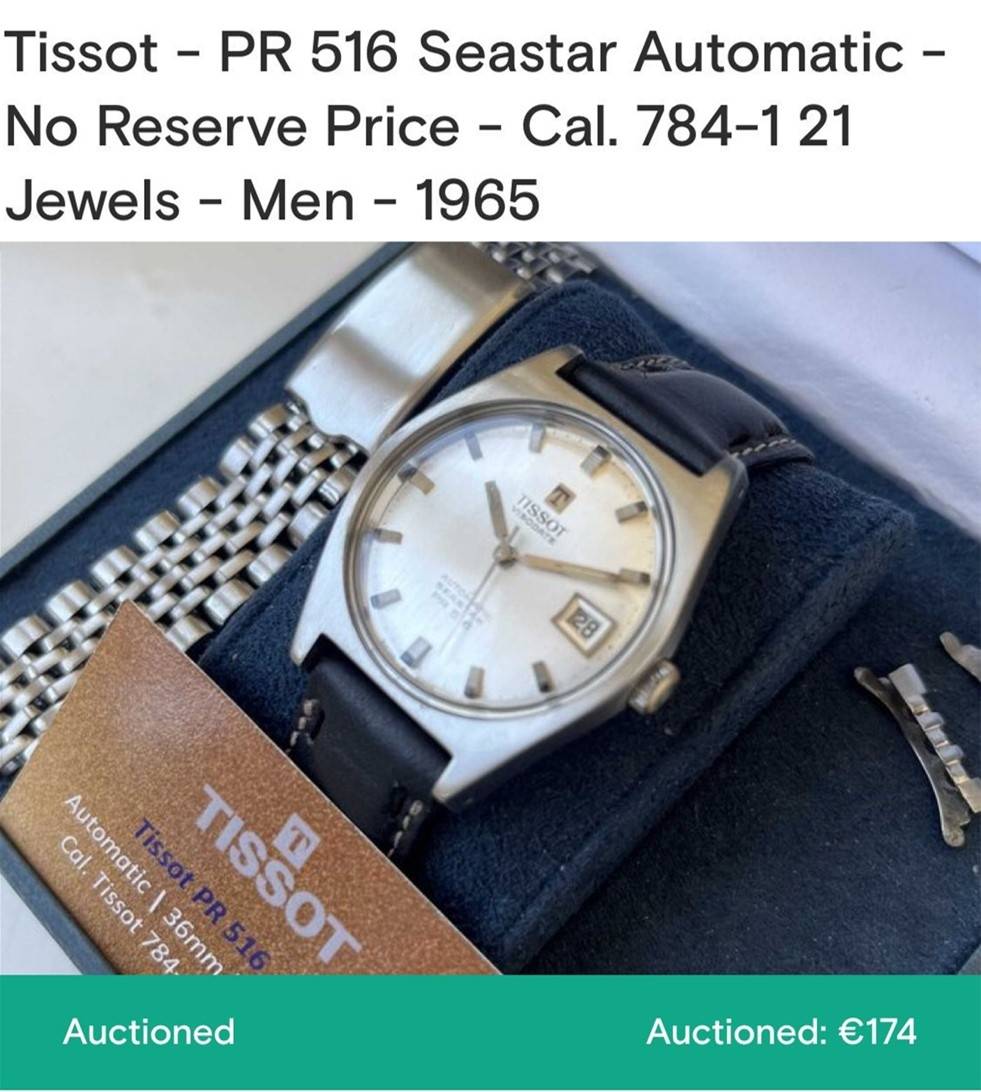 Tissot - PR 516 Seastar Automatic -
No Reserve Price - Cal. 784-1 21
Jewels - Men - 1965
T
TISSOT
VISODATE
AUTOMATIC
SEASTAR
PR 516
28
T
TISSOT
Tissot PR 516
Automatic | 36mm
Cal. Tissot 784-
Auctioned
Auctioned: €174